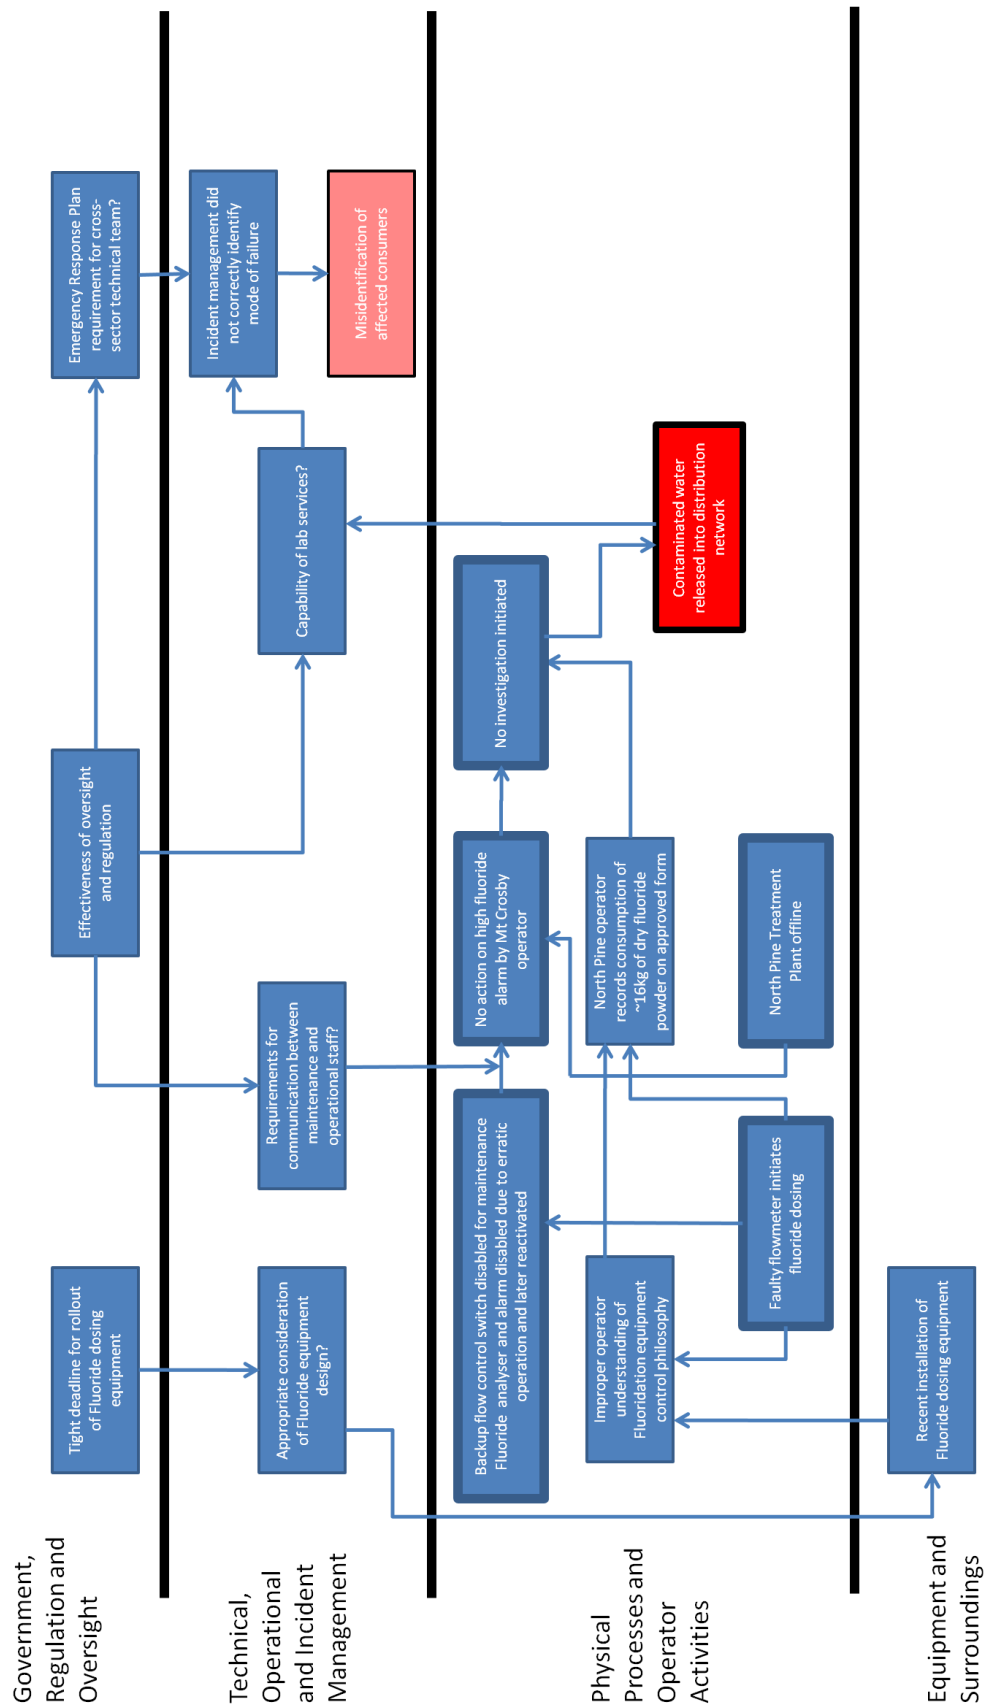 Government,
Regulation and
Oversight
Tight deadline for rollout
of Fluoride dosing
equipment
Effectiveness of oversight
and regulation
Emergency Response Plan
requirement for cross-
sector technical team?
Technical,
Operational
and Incident
Management
Appropriate consideration
of Fluoride equipment
design?
Requirements for
communication between
maintenance and
operational staff?
Capability of lab services?
Incident management did
not correctly identify
mode of failure
Misidentification of
affected consumers
Physical
Processes and
Operator
Activities
Backup flow control switch disabled for maintenance
Fluoride analyser and alarm disabled due to erratic
operation and later reactivated
No action on high fluoride
alarm by Mt Crosby
operator
No investigation initiated
Improper operator
understanding of
Fluoridation equipment
control philosophy
North Pine operator
records consumption of
~16kg of dry fluoride
powder on approved form
Contaminated water
released into distribution
network
Faulty flowmeter initiates
fluoride dosing
North Pine Treatment
Plant offline
Equipment and
Surroundings
Recent installation of
Fluoride dosing equipment